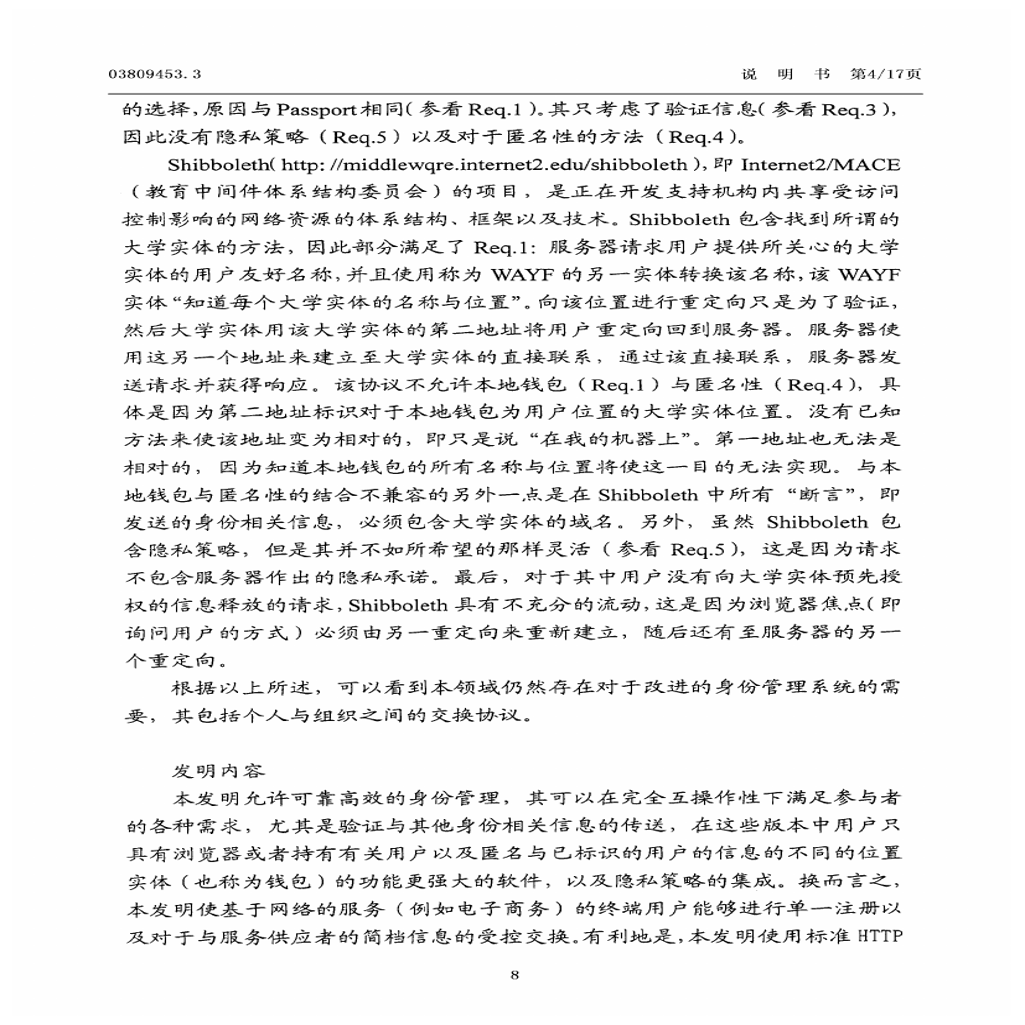 03809453.3 说 明 书 第4/17页
的选择,原因与Passport相同(参看Req.1)。其只考虑了验证信息(参看Req.3),
因此没有隐私策略(Req.5)以及对于匿名性的方法(Req.4)。
Shibboleth(http: //middlewqre.internet2.edu/shibboleth),即 Internet2/MACE
(教育中间件体系结构委员会)的项目,是正在开发支持机构内共享受访问
控制影响的网络资源的体系结构、框架以及技术。Shibboleth 包含找到所谓的
大学实体的方法,因此部分满足了 Req.1:服务器请求用户提供所关心的大学
实体的用户友好名称,并且使用称为 WAYF 的另一实体转换该名称,该 WAYF
实体“知道每个大学实体的名称与位置”。向该位置进行重定向只是为了验证,
然后大学实体用该大学实体的第二地址将用户重定向回到服务器。服务器使
用这另一个地址来建立至大学实体的直接联系,通过该直接联系,服务器发
送请求并获得响应。该协议不允许本地钱包(Req.1)与匿名性(Req.4),具
体是因为第二地址标识对于本地钱包为用户位置的大学实体位置。没有已知
方法来使该地址变为相对的,即只是说“在我的机器上”。第一地址也无法是
相对的,因为知道本地钱包的所有名称与位置将使这一目的无法实现。与本
地钱包与匿名性的结合不兼容的另外一点是在 Shibboleth 中所有“断言”,即
发送的身份相关信息,必须包含大学实体的域名。另外,虽然 Shibboleth 包
含隐私策略,但是其并不如所希望的那样灵活(参看 Req.5),这是因为请求
不包含服务器作出的隐私承诺。最后,对于其中用户没有向大学实体预先授
权的信息释放的请求,Shibboleth 具有不充分的流动,这是因为浏览器焦点(即
询问用户的方式)必须由另一重定向来重新建立,随后还有至服务器的另一
个重定向。
根据以上所述,可以看到本领域仍然存在对于改进的身份管理系统的需
要,其包括个人与组织之间的交换协议。
发明内容
本发明允许可靠高效的身份管理,其可以在完全互操作性下满足参与者
的各种需求,尤其是验证与其他身份相关信息的传送,在这些版本中用户只
具有浏览器或者持有有关用户以及匿名与已标识的用户的信息的不同的位置
实体(也称为钱包)的功能更强大的软件,以及隐私策略的集成。换而言之,
本发明使基于网络的服务(例如电子商务)的终端用户能够进行单一注册以
及对于与服务供应者的简档信息的受控交换。有利地是,本发明使用标准 HTTP
8